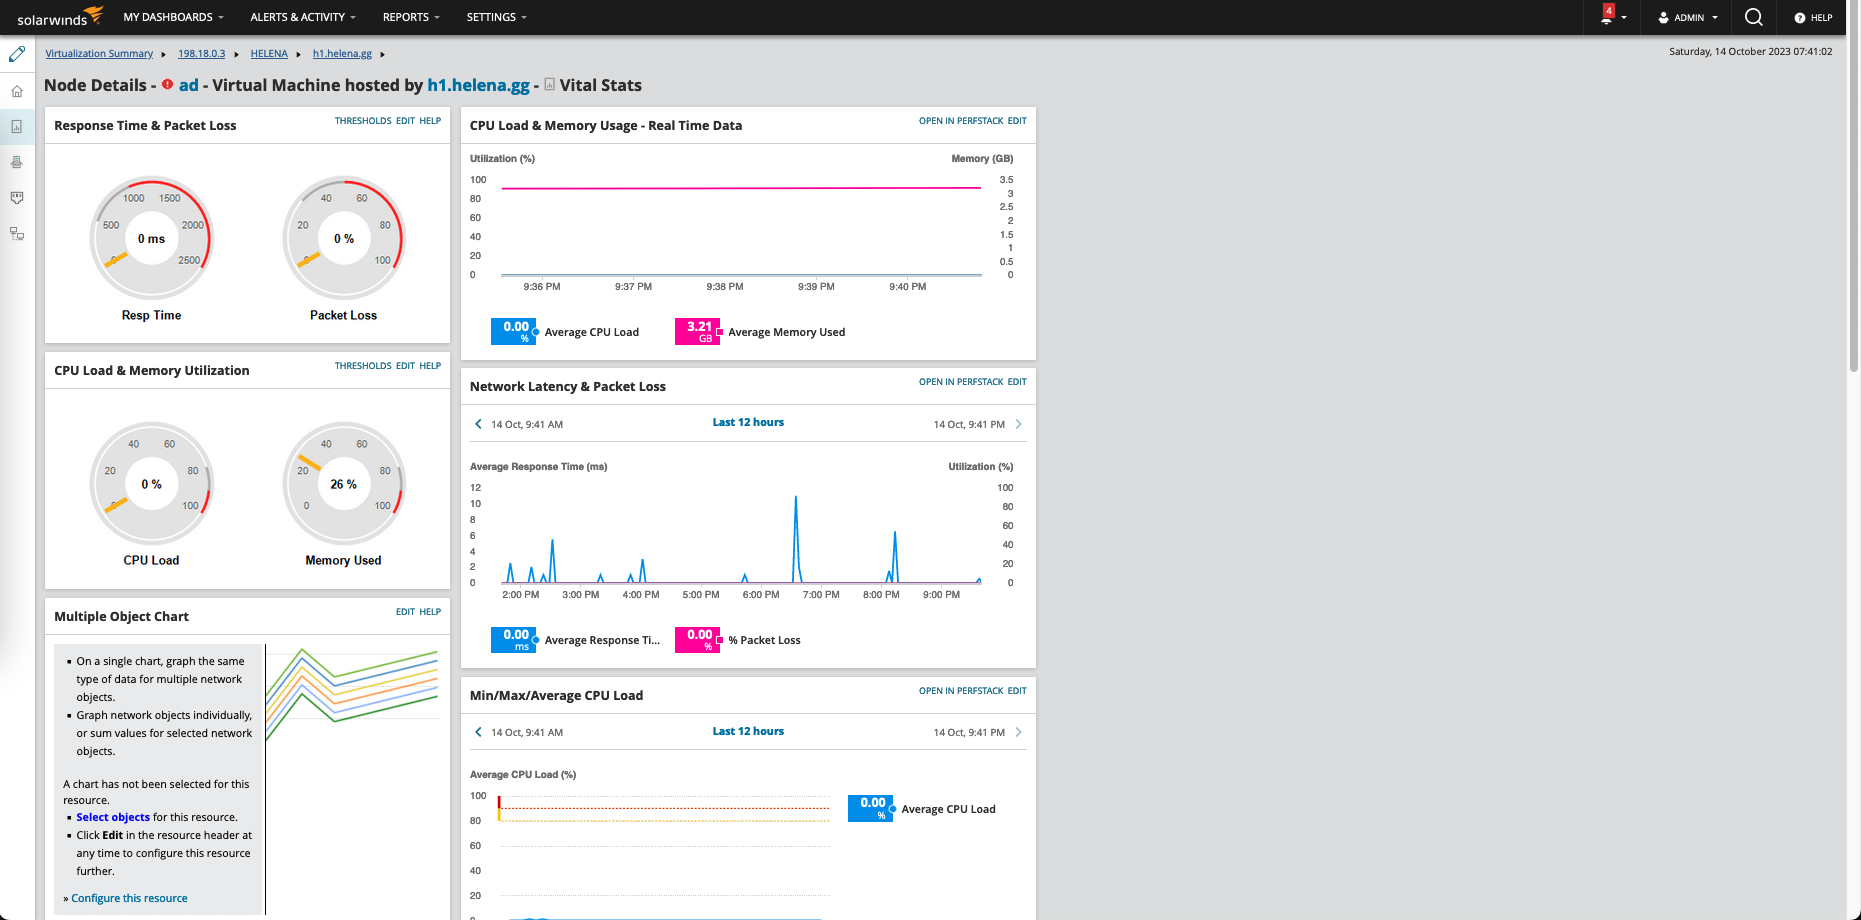 solarwinds MY DASHBOARDS ALERTS & ACTIVITY REPORTS SETTINGS 4 ADMIN HELP
Virtualization Summary 198.18.0.3 HELENA h1.helena.gg
Saturday, 14 October 2023 07:41:02
Node Details - ad - Virtual Machine hosted by h1.helena.gg - Vital Stats
Response Time & Packet Loss
THRESHOLDS EDIT HELP
0
500
1000
1500
2000
2500
0 ms
Resp Time
0
20
40
60
80
100
0 %
Packet Loss
CPU Load & Memory Utilization
THRESHOLDS EDIT HELP
0
20
40
60
80
100
0 %
CPU Load
0
20
40
60
80
100
26 %
Memory Used
Multiple Object Chart
EDIT HELP
▪ On a single chart, graph the same
type of data for multiple network
objects.
▪ Graph network objects individually,
or sum values for selected network
objects.
A chart has not been selected for this
resource.
▪ Select objects for this resource.
▪ Click Edit in the resource header at
any time to configure this resource
further.
» Configure this resource
CPU Load & Memory Usage - Real Time Data
OPEN IN PERFSTACK EDIT
Utilization (%)
Memory (GB)
100
80
60
40
20
0
3.5
3
2.5
2
1.5
1
0.5
0
9:36 PM 9:37 PM 9:38 PM 9:39 PM 9:40 PM
0.00 % Average CPU Load
3.21 GB Average Memory Used
Network Latency & Packet Loss
OPEN IN PERFSTACK EDIT
14 Oct, 9:41 AM Last 12 hours 14 Oct, 9:41 PM
Average Response Time (ms)
Utilization (%)
12
10
8
6
4
2
0
100
80
60
40
20
0
2:00 PM 3:00 PM 4:00 PM 5:00 PM 6:00 PM 7:00 PM 8:00 PM 9:00 PM
0.00 ms Average Response Ti...
0.00 % % Packet Loss
Min/Max/Average CPU Load
OPEN IN PERFSTACK EDIT
14 Oct, 9:41 AM Last 12 hours 14 Oct, 9:41 PM
Average CPU Load (%)
100
80
60
40
20
0
0.00 % Average CPU Load